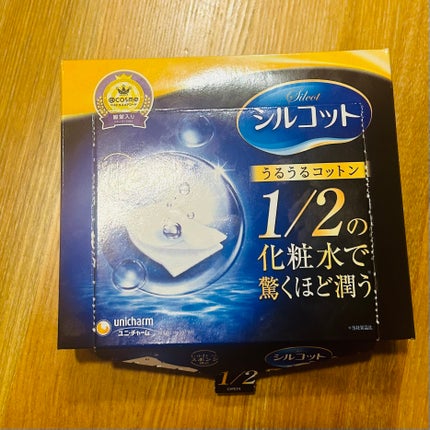 @cosme
殿堂入り
Silcot
シルコット
うるうるコットン
1/2の
化粧水で
驚くほど潤う
unicharm
ユニ・チャーム
シルコット
1/2